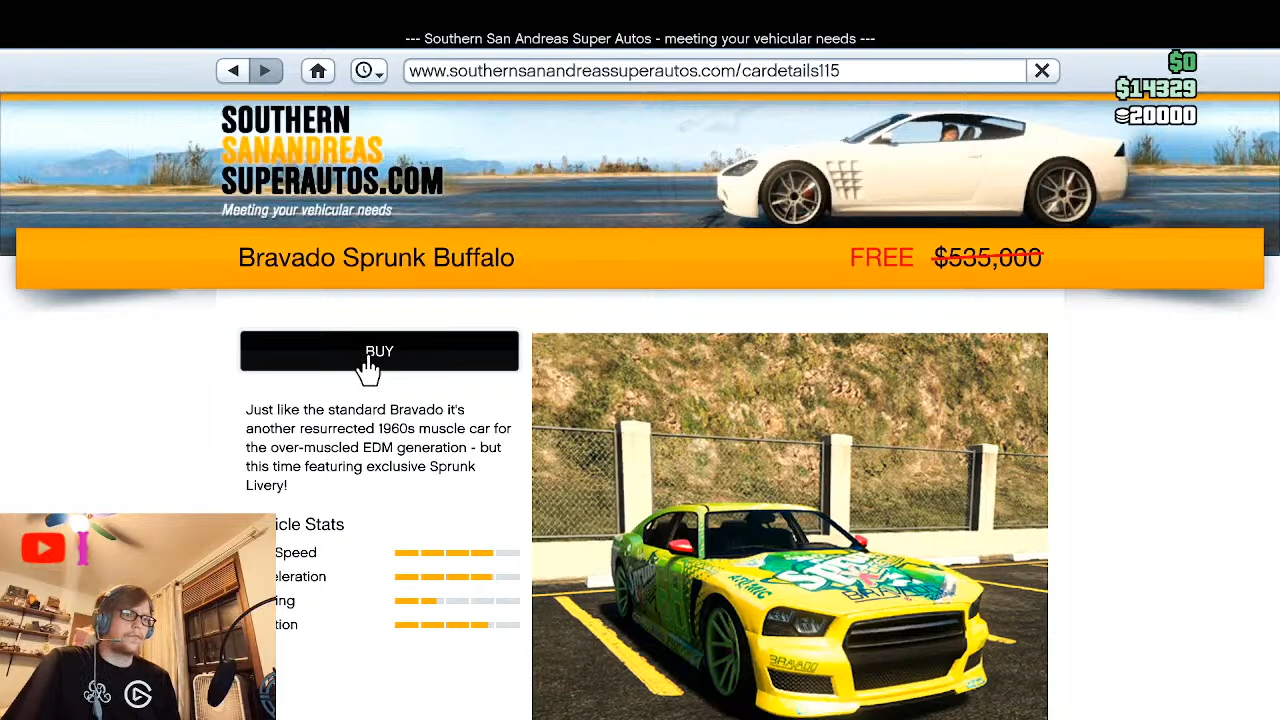 --- Southern San Andreas Super Autos - meeting your vehicular needs ---
www.southernsanandreassuperautos.com/cardetails115
$0
$14329
20000
SOUTHERN
SANANDREAS
SUPERAUTOS.COM
Meeting your vehicular needs
Bravado Sprunk Buffalo
FREE $535,000
BUY
Just like the standard Bravado it's
another resurrected 1960s muscle car for
the over-muscled EDM generation - but
this time featuring exclusive Sprunk
Livery!
icle Stats
Speed
eleration
ing
tion
BRAVADO